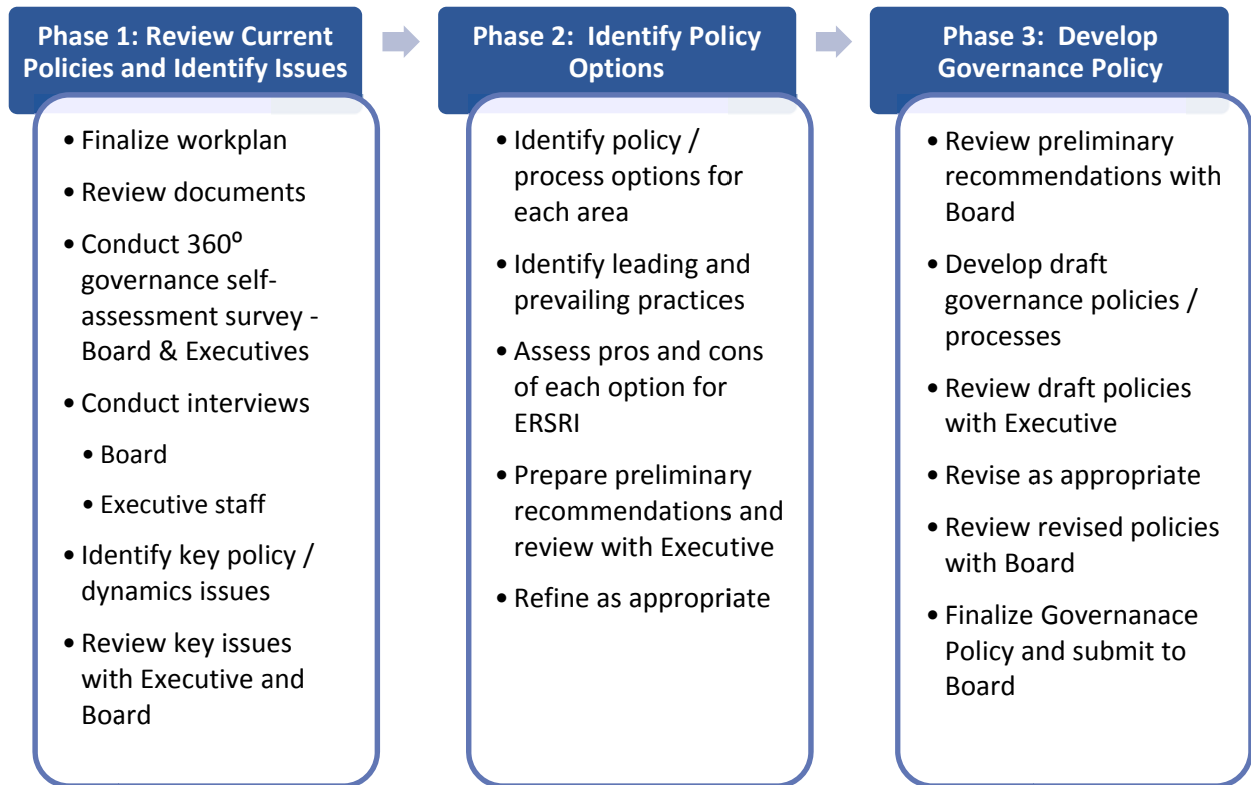 Phase 1: Review Current
Policies and Identify Issues
• Finalize workplan
• Review documents
• Conduct 360⁰
governance self-
assessment survey -
Board & Executives
• Conduct interviews
• Board
• Executive staff
• Identify key policy /
dynamics issues
• Review key issues
with Executive and
Board
Phase 2: Identify Policy
Options
• Identify policy /
process options for
each area
• Identify leading and
prevailing practices
• Assess pros and cons
of each option for
ERSRI
• Prepare preliminary
recommendations and
review with Executive
• Refine as appropriate
Phase 3: Develop
Governance Policy
• Review preliminary
recommendations with
Board
• Develop draft
governance policies /
processes
• Review draft policies
with Executive
• Revise as appropriate
• Review revised policies
with Board
• Finalize Governanace
Policy and submit to
Board